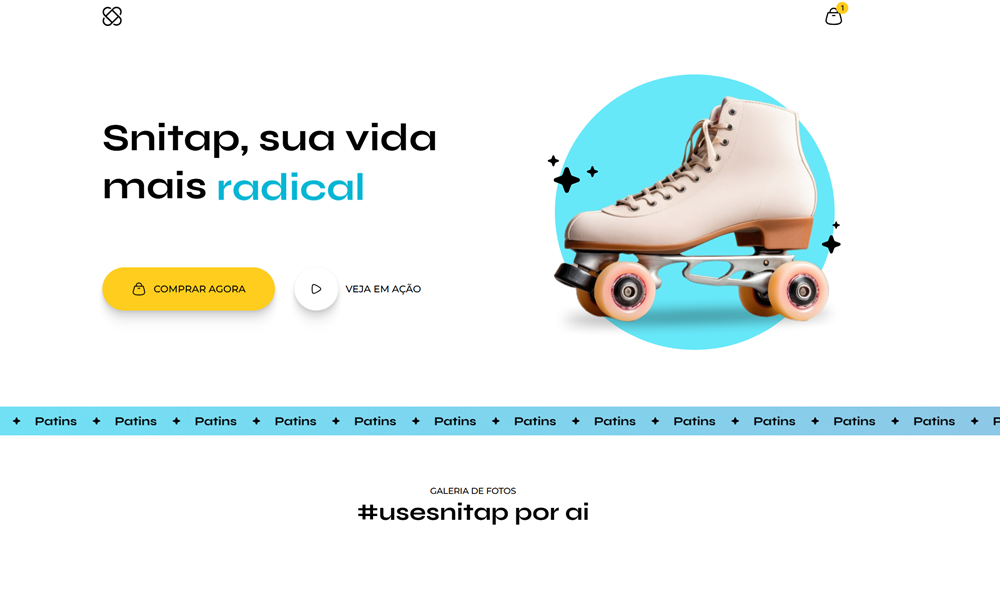 1
Snitap, sua vida
mais radical
COMPRAR AGORA
VEJA EM AÇÃO
Patins Patins Patins Patins Patins Patins Patins Patins Patins Patins Patins Patins P
GALERIA DE FOTOS
#usesnitap por ai